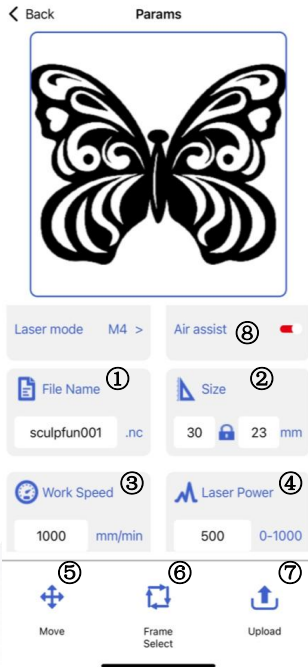 Back Params
Laser mode M4 > Air assist ⑧
File Name ① Size ②
sculpfun001 .nc 30 23 mm
Work Speed ③ Laser Power ④
1000 mm/min 500 0-1000
⑤ ⑥ ⑦
Move Frame Select Upload